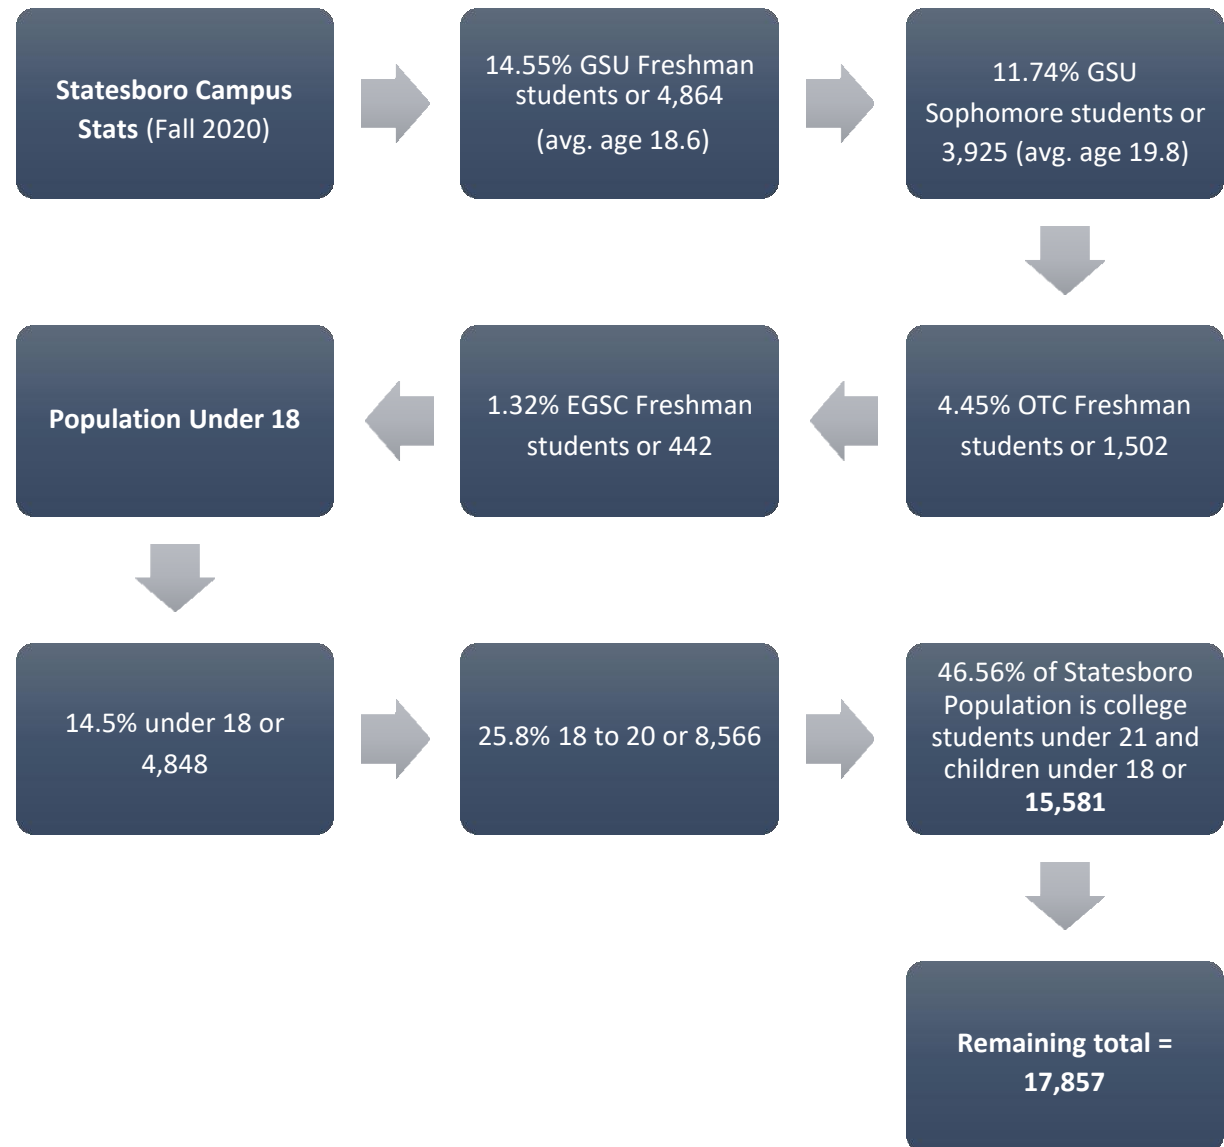 Statesboro Campus
Stats (Fall 2020)
14.55% GSU Freshman
students or 4,864
(avg. age 18.6)
11.74% GSU
Sophomore students or
3,925 (avg. age 19.8)
4.45% OTC Freshman
students or 1,502
1.32% EGSC Freshman
students or 442
Population Under 18
14.5% under 18 or
4,848
25.8% 18 to 20 or 8,566
46.56% of Statesboro
Population is college
students under 21 and
children under 18 or
15,581
Remaining total =
17,857